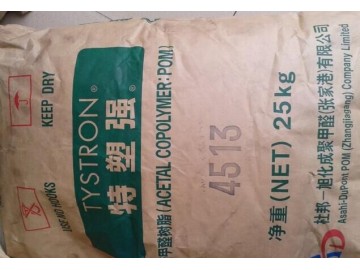 KEEP DRY
USE NO HOOKS
TYSTRON®
特塑强®
甲醛树脂(ACETAL COPOLYMER:POM)
4513
净重(NET) 25kg
杜邦—旭化成聚甲醛(张家港)有限公司
Asahi-DuPont POM (Zhangjiagang) Company Limited